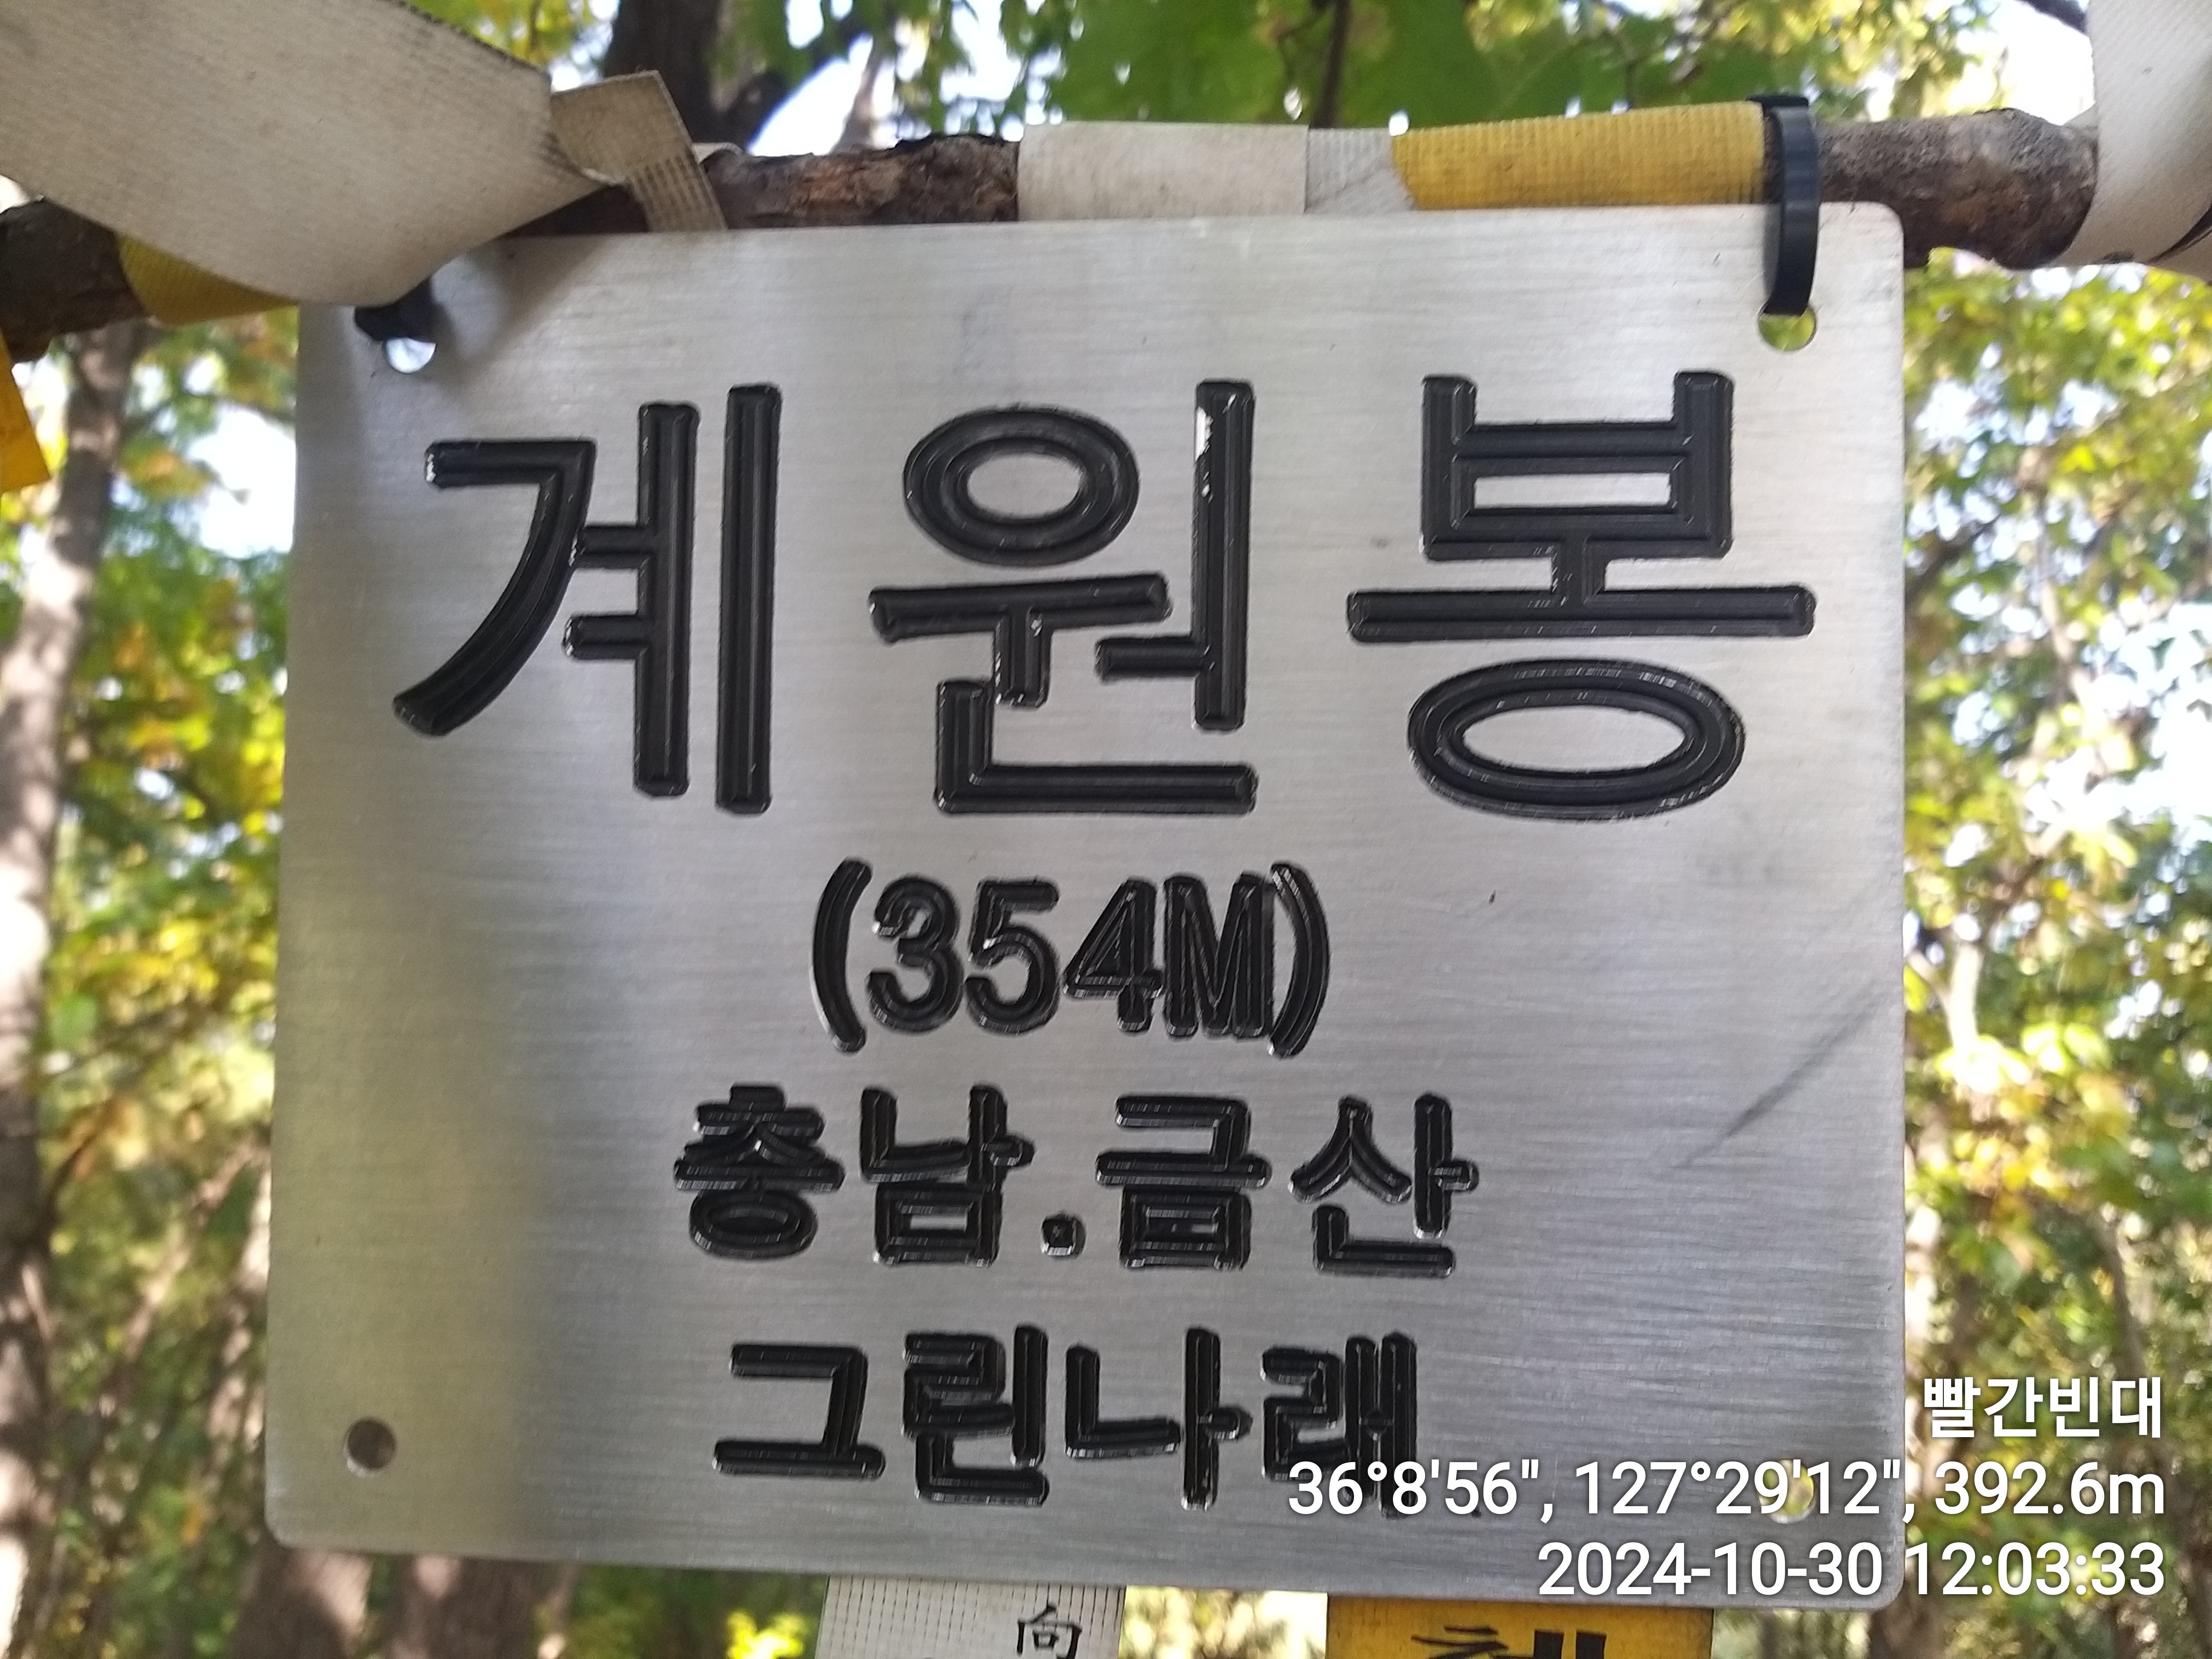 계원봉
(354M)
충남.금산
그린나래
빨간빈대
36°8'56", 127°29'12", 392.6m
2024-10-30 12:03:33
向